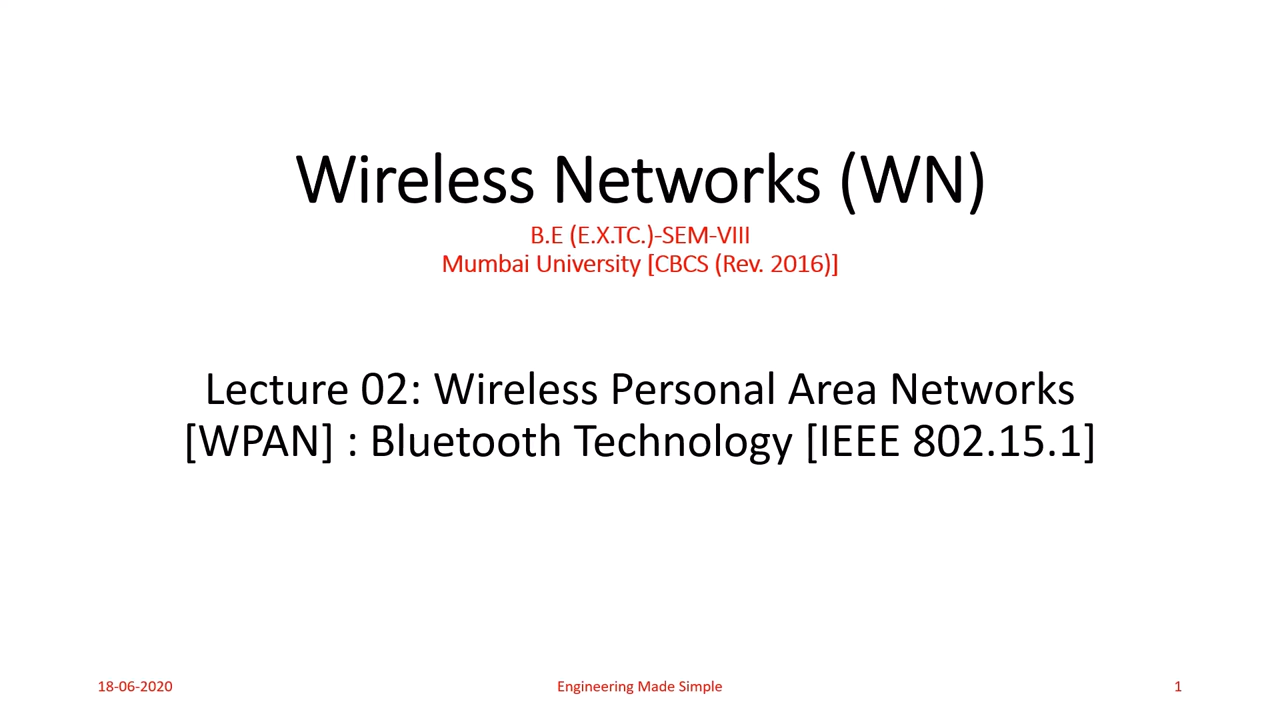 Wireless Networks (WN)
B.E (E.X.TC.)-SEM-VIII
Mumbai University [CBCS (Rev. 2016)]
Lecture 02: Wireless Personal Area Networks
[WPAN] : Bluetooth Technology [IEEE 802.15.1]
18-06-2020
Engineering Made Simple
1